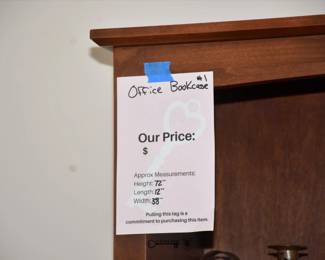 #1
Office Bookcase
Our Price:
$
Approx Measurements:
Height: 72"
Length: 12"
Width: 38"
Pulling this tag is a
commitment to purchasing this item.